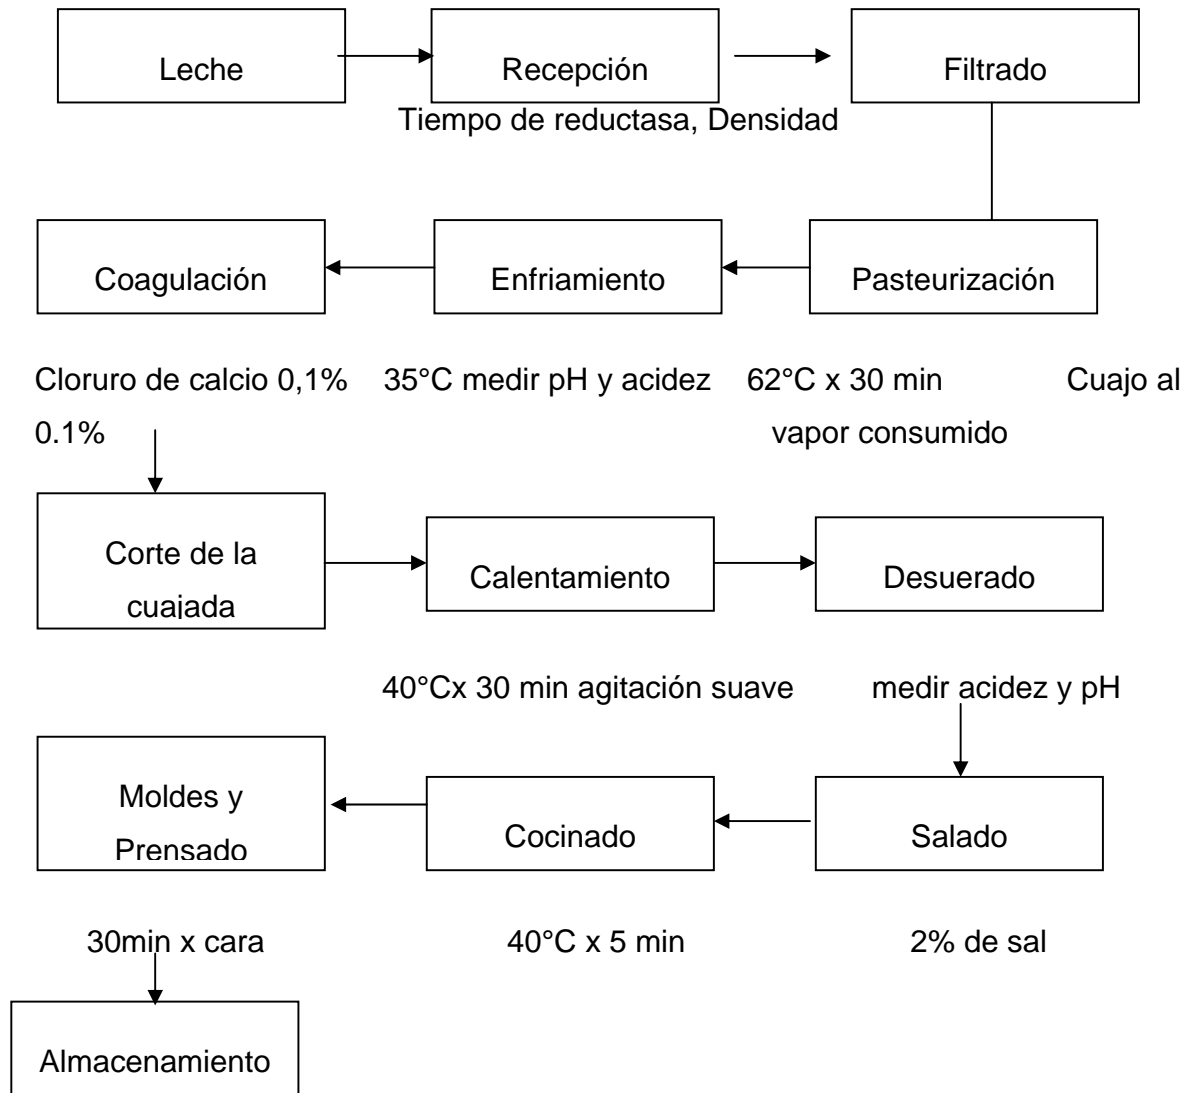 Leche Recepción Filtrado
Tiempo de reductasa, Densidad
Coagulación Enfriamiento Pasteurización
Cloruro de calcio 0,1% 35°C medir pH y acidez 62°C x 30 min Cuajo al
0.1% vapor consumido
Corte de la
cuajada
Calentamiento Desuerado
40°Cx 30 min agitación suave medir acidez y pH
Moldes y
Prensado
Cocinado Salado
30min x cara 40°C x 5 min 2% de sal
Almacenamiento